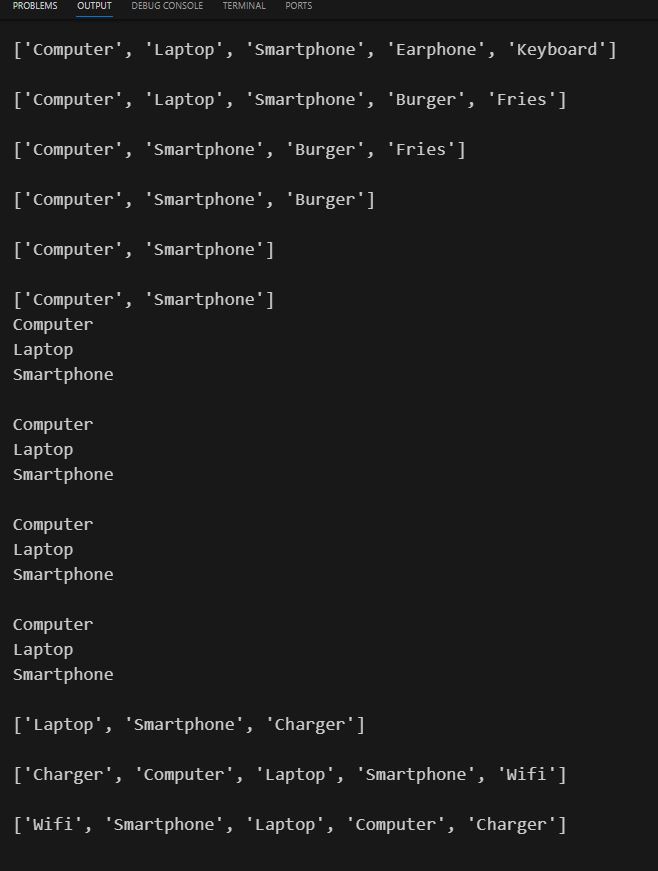 PROBLEMS OUTPUT DEBUG CONSOLE TERMINAL PORTS
['Computer', 'Laptop', 'Smartphone', 'Earphone', 'Keyboard']
['Computer', 'Laptop', 'Smartphone', 'Burger', 'Fries']
['Computer', 'Smartphone', 'Burger', 'Fries']
['Computer', 'Smartphone', 'Burger']
['Computer', 'Smartphone']
['Computer', 'Smartphone']
Computer
Laptop
Smartphone
Computer
Laptop
Smartphone
Computer
Laptop
Smartphone
Computer
Laptop
Smartphone
['Laptop', 'Smartphone', 'Charger']
['Charger', 'Computer', 'Laptop', 'Smartphone', 'Wifi']
['Wifi', 'Smartphone', 'Laptop', 'Computer', 'Charger']